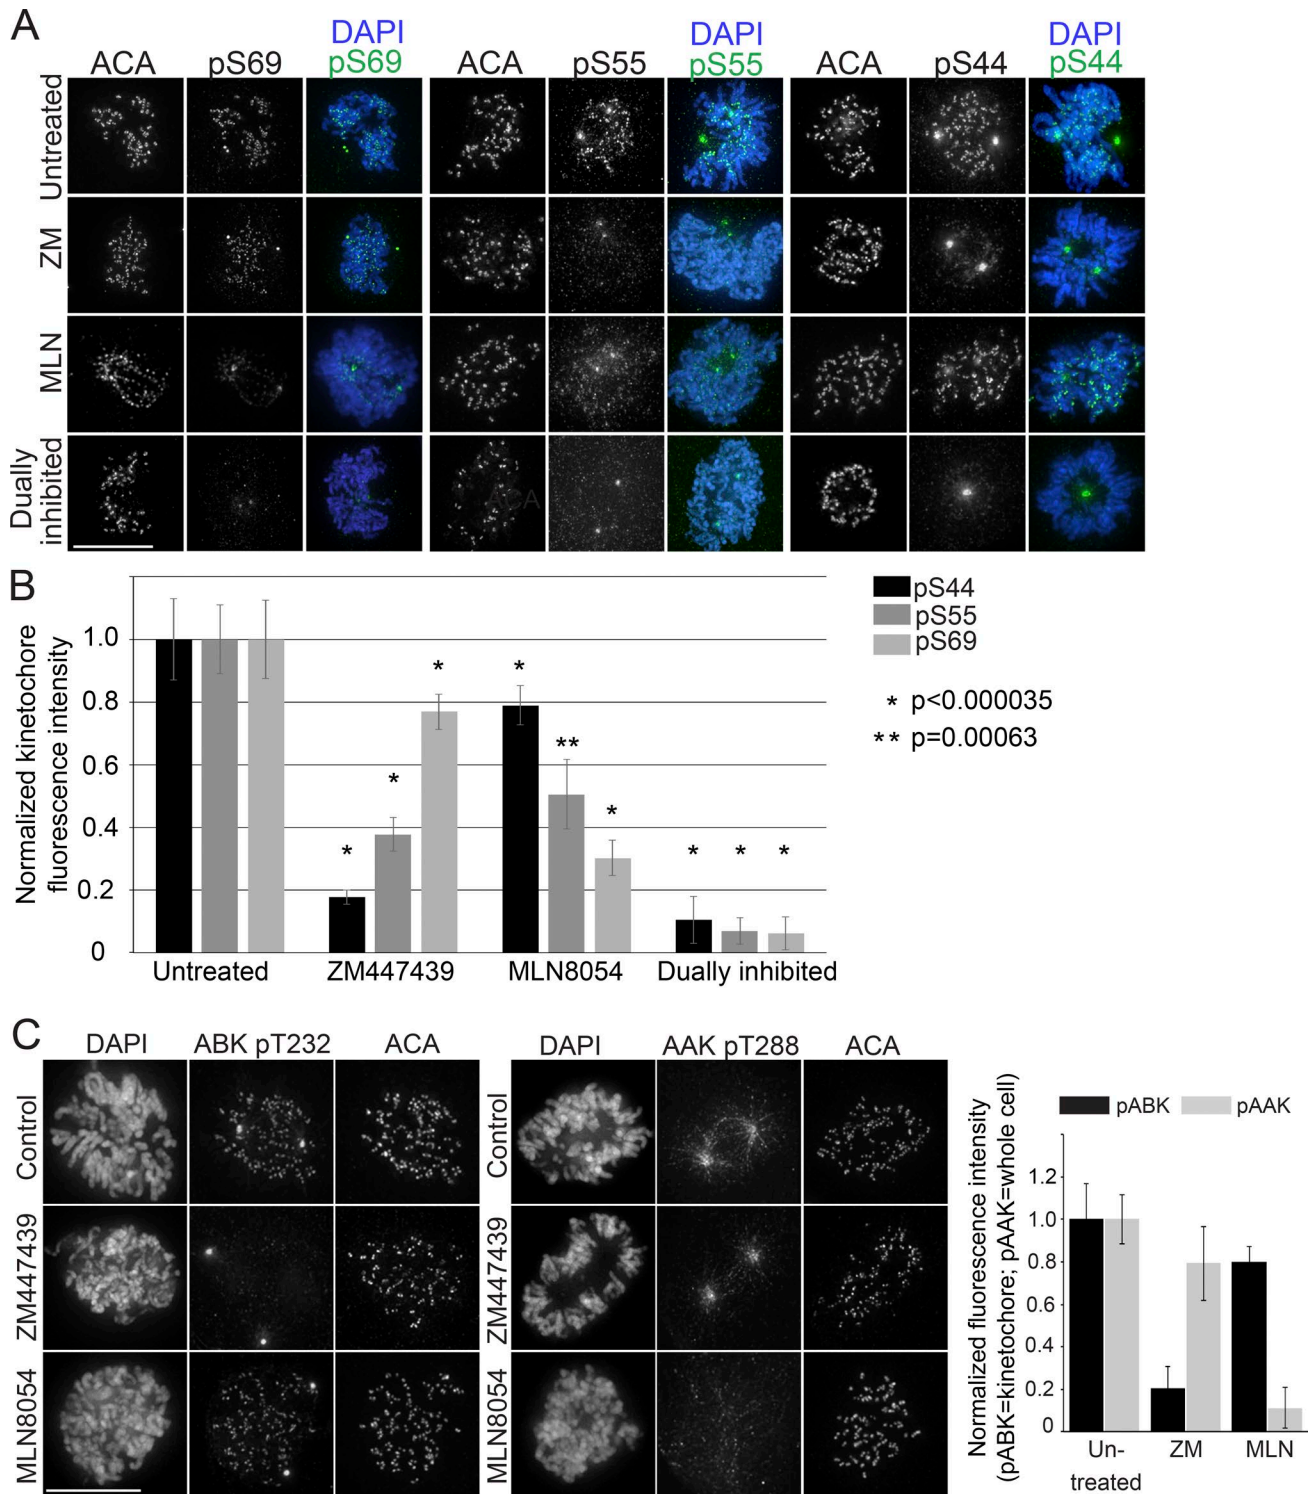 A
DAPI DAPI DAPI
ACA pS69 pS69 ACA pS55 pS55 ACA pS44 pS44
Untreated
ZM
MLN
Dually
inhibited
ACA
B
Normalized kinetochore
fluorescence intensity
1.0
0.8
0.6
0.4
0.2
0
* * * * ** * * * *
Untreated ZM447439 MLN8054 Dually inhibited
pS44
pS55
pS69
* p<0.000035
** p=0.00063
C
DAPI ABK pT232 ACA DAPI AAK pT288 ACA
Control
ZM447439
MLN8054
Control
ZM447439
MLN8054
Normalized fluorescence intensity
(pABK=kinetochore; pAAK=whole cell)
pABK pAAK
1.2
1.0
0.8
0.6
0.4
0.2
0
Un-
treated
ZM MLN